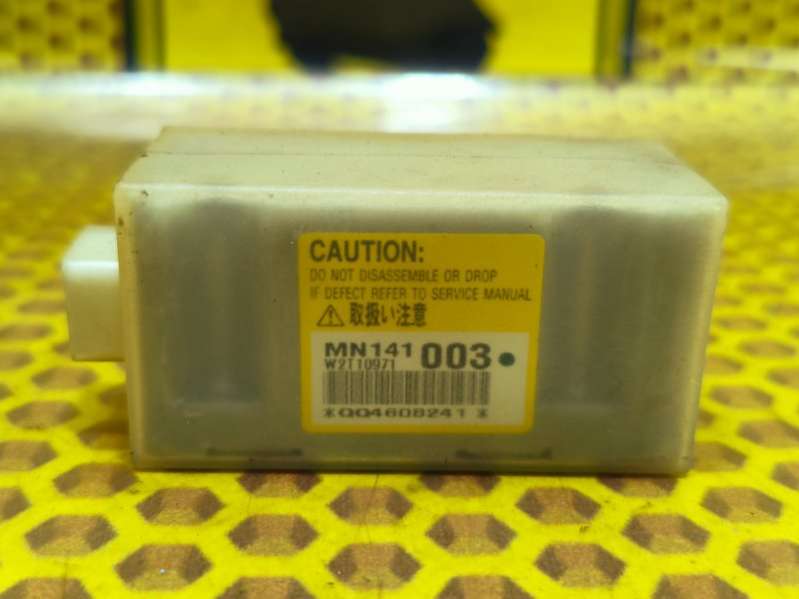 CAUTION:
DO NOT DISASSEMBLE OR DROP
IF DEFECT REFER TO SERVICE MANUAL
取扱い注意
MN141 003
W2T10971
*QQ4608241*